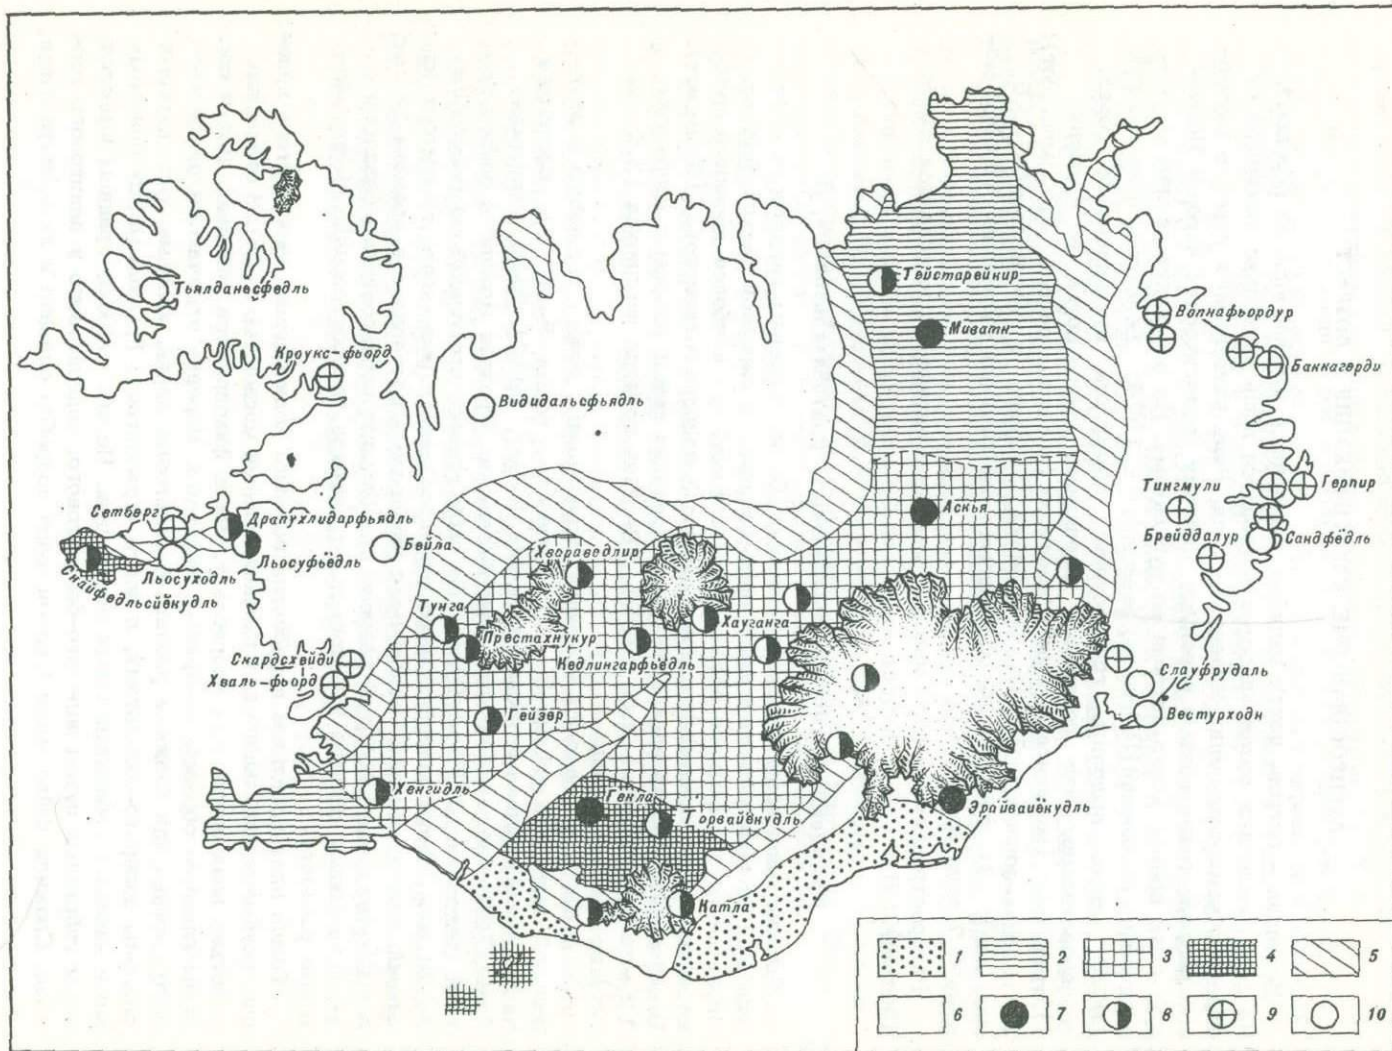 Тейстарейкир
Миватн
Тьялданесфедль
Вопнафьордур
Кроукс-фьорд
Баккагерди
Видидальсфьядль
Тингмули
Герпир
Сетберг
Аскья
Драпухлидарфьядль
Брейддалур
Сандфедль
Бейла
Хвераведлир
Льосуфьедль
Льосуходль
Снайфедльсйёкудль
Тунга
Хауганга
Престахнукур
Кедлингарфьедль
Скардсхейди
Слауфрудаль
Хваль-фьорд
Вестурходн
Гейзер
Хенгидль
Гекла
Эрайвайёкудль
Торвайёкудль
Катла
1 2 3 4 5
6 7 8 9 10